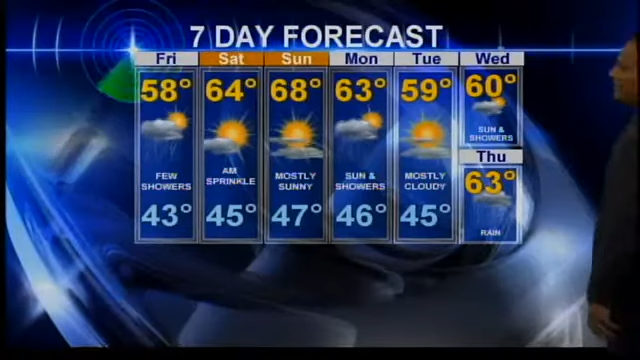 7 DAY FORECAST
Fri
58°
FEW
SHOWERS
43°
Sat
64°
AM
SPRINKLE
45°
Sun
68°
MOSTLY
SUNNY
47°
Mon
63°
SUN &
SHOWERS
46°
Tue
59°
MOSTLY
CLOUDY
45°
Wed
60°
SUN &
SHOWERS
Thu
63°
RAIN